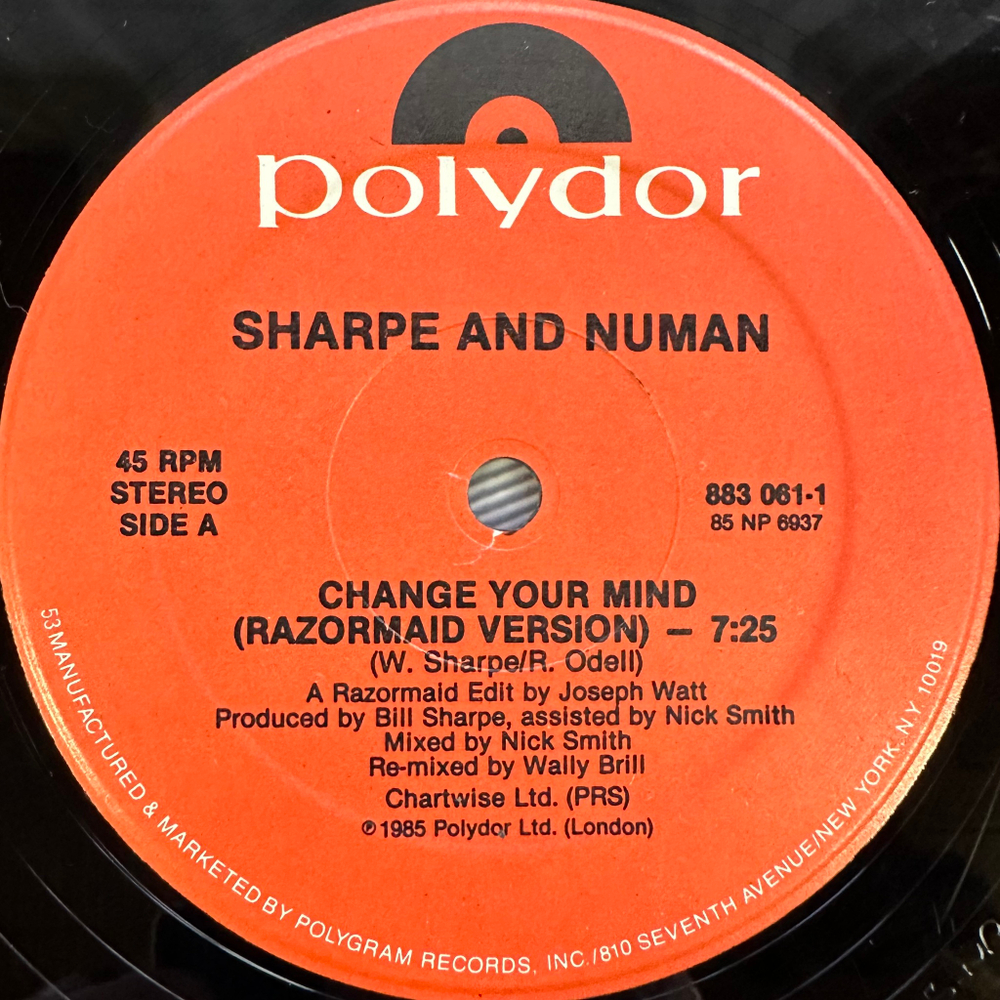 polydor
SHARPE AND NUMAN
45 RPM
STEREO
SIDE A
883 061-1
85 NP 6937
CHANGE YOUR MIND
(RAZORMAID VERSION) — 7:25
(W. Sharpe/R. Odell)
A Razormaid Edit by Joseph Watt
Produced by Bill Sharpe, assisted by Nick Smith
Mixed by Nick Smith
Re-mixed by Wally Brill
Chartwise Ltd. (PRS)
℗ 1985 Polydor Ltd. (London)
53 MANUFACTURED & MARKETED BY POLYGRAM RECORDS, INC./810 SEVENTH AVENUE/NEW YORK, N.Y. 10019